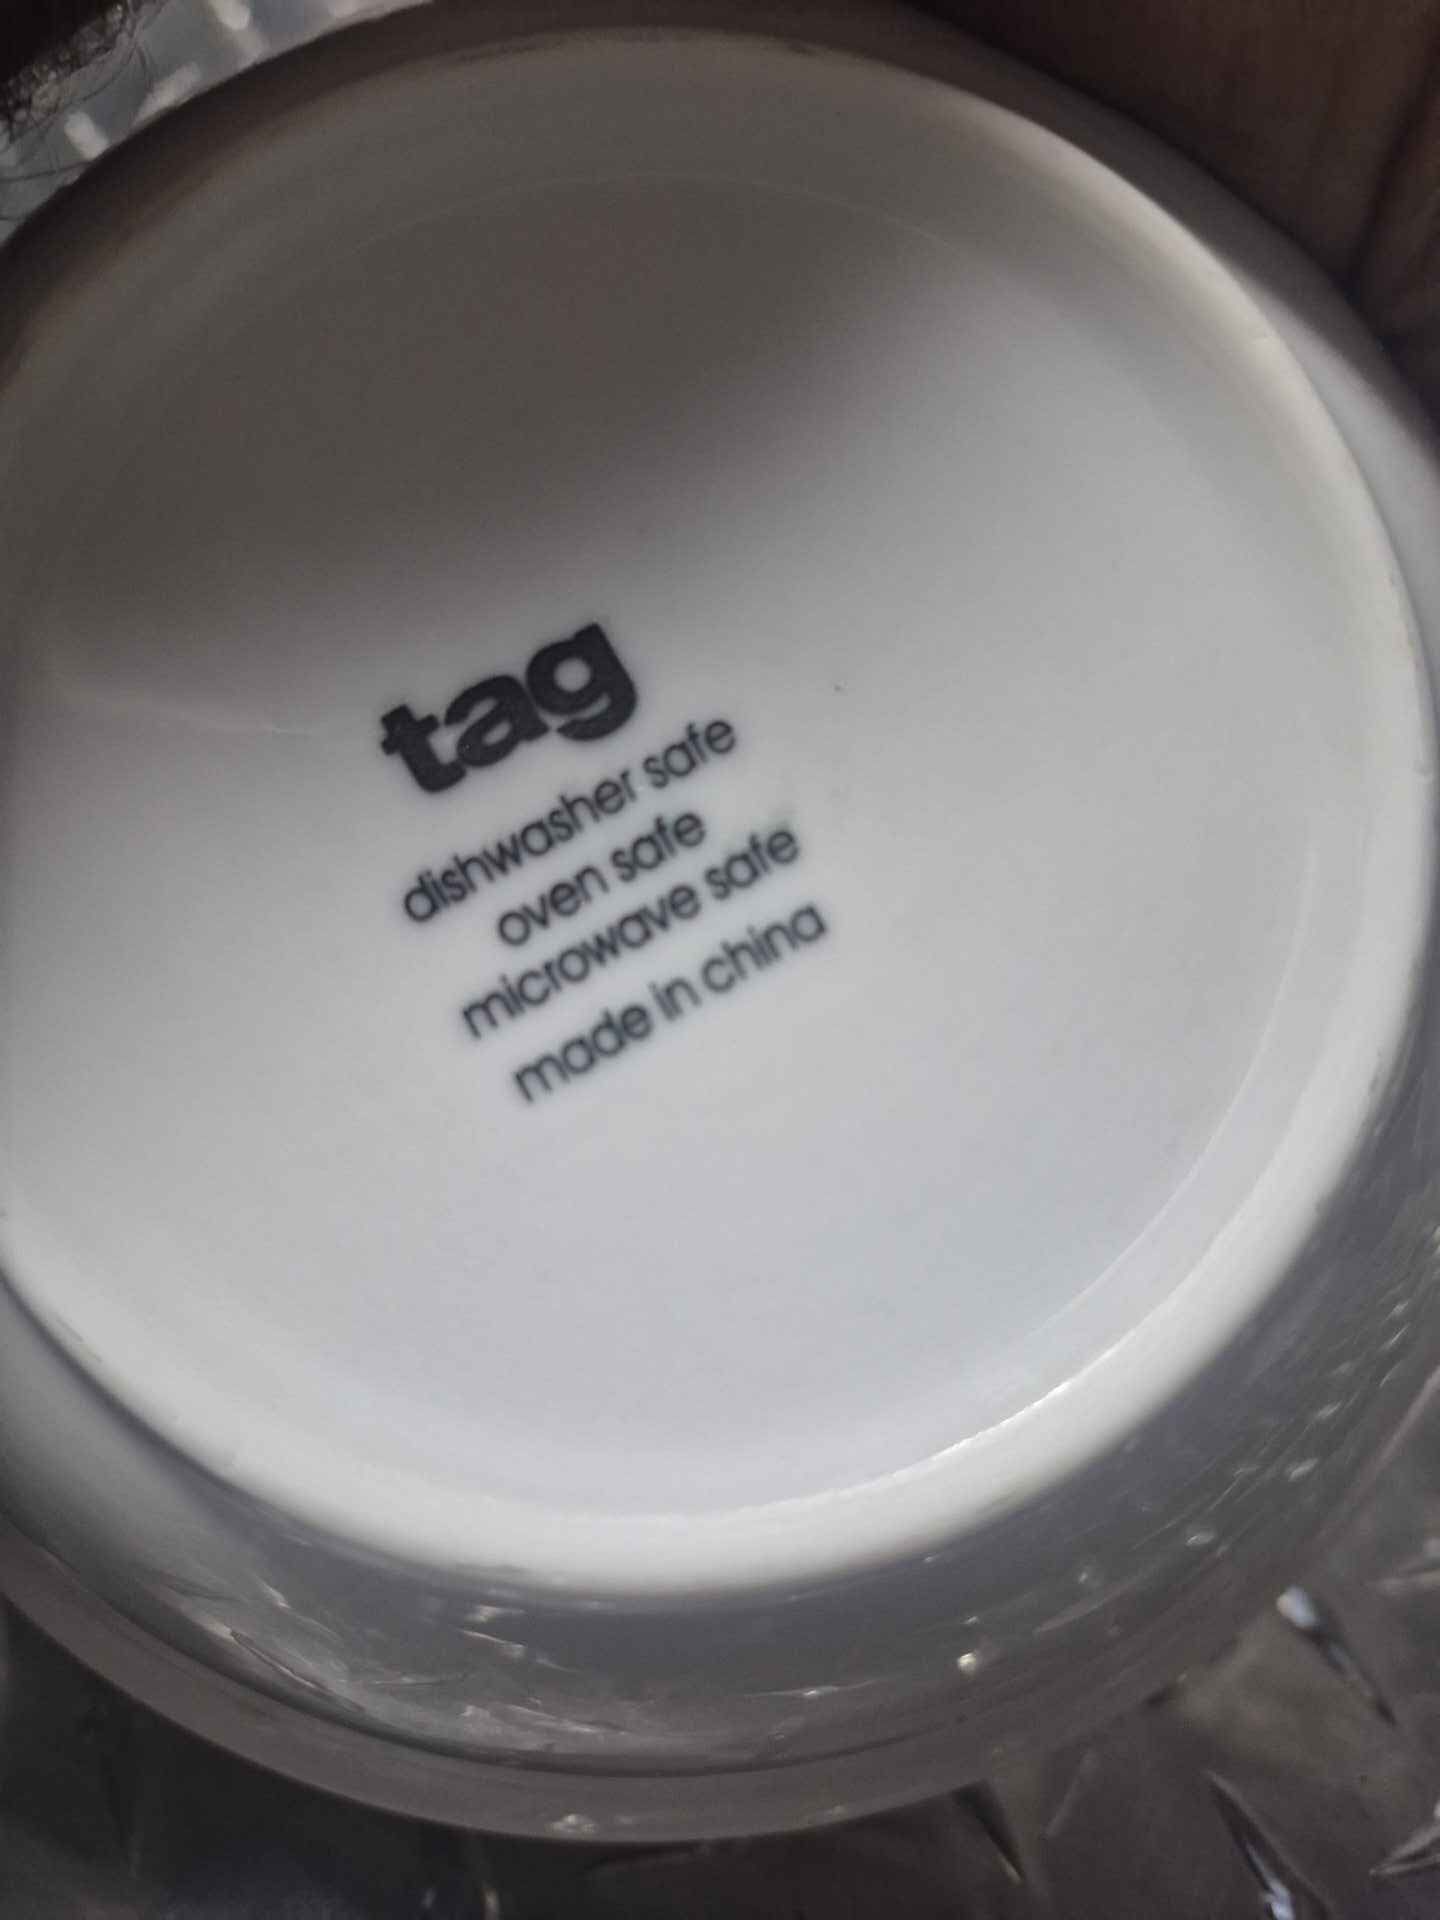 tag
dishwasher safe
oven safe
microwave safe
made in china